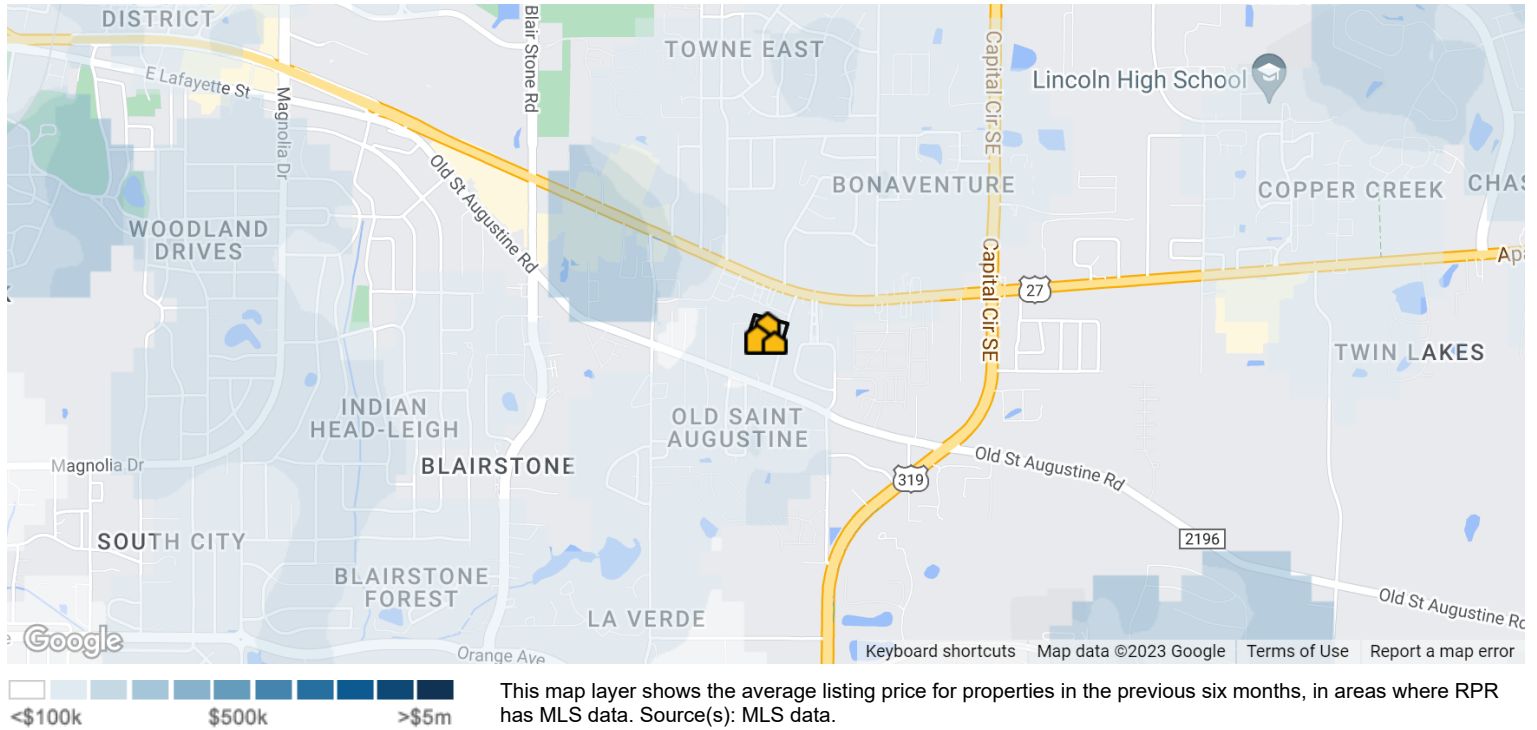 DISTRICT
Blair Stone Rd
TOWNE EAST
Capital Cir SE
Lincoln High School
E Lafayette St
Magnolia Dr
Old St Augustine Rd
BONAVENTURE
COPPER CREEK
CHAS
WOODLAND
DRIVES
Capital Cir SE
27
Apa
K
TWIN LAKES
INDIAN
HEAD-LEIGH
OLD SAINT
AUGUSTINE
Magnolia Dr
BLAIRSTONE
Old St Augustine Rd
319
SOUTH CITY
2196
BLAIRSTONE
FOREST
LA VERDE
Old St Augustine Rd
Google
Orange Ave
Keyboard shortcuts
Map data ©2023 Google
Terms of Use
Report a map error
<$100k
$500k
>$5m
This map layer shows the average listing price for properties in the previous six months, in areas where RPR
has MLS data. Source(s): MLS data.